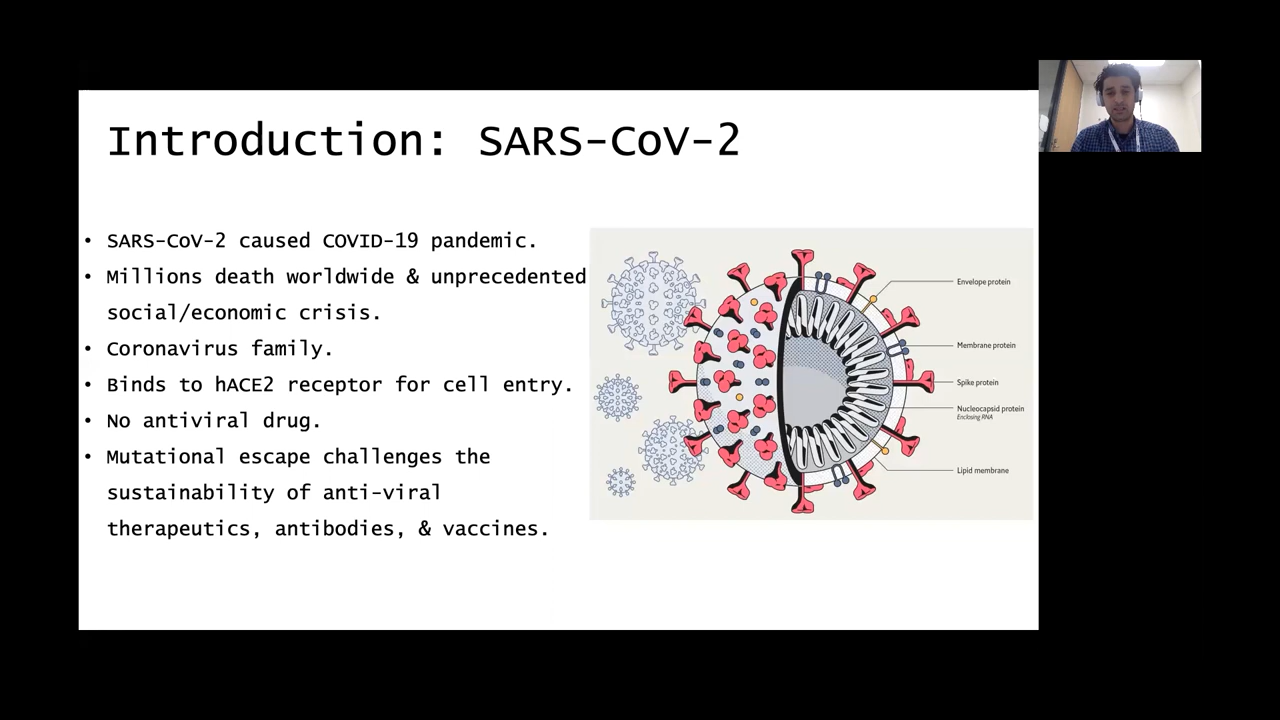 Introduction: SARS-CoV-2
• SARS-CoV-2 caused COVID-19 pandemic.
• Millions death worldwide & unprecedented
social/economic crisis.
• Coronavirus family.
• Binds to hACE2 receptor for cell entry.
• No antiviral drug.
• Mutational escape challenges the
sustainability of anti-viral
therapeutics, antibodies, & vaccines.
Envelope protein
Membrane protein
Spike protein
Nucleocapsid protein
Enclosing RNA
Lipid membrane